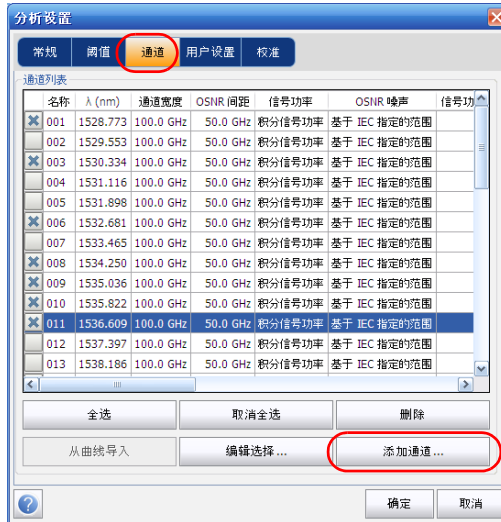 分析设置
常规 阈值 通道 用户设置 校准
通道列表
名称 λ (nm) 通道宽度 OSNR 间距 信号功率 OSNR 噪声 信号功
001 1528.773 100.0 GHz 50.0 GHz 积分信号功率 基于 IEC 指定的范围
002 1529.553 100.0 GHz 50.0 GHz 积分信号功率 基于 IEC 指定的范围
003 1530.334 100.0 GHz 50.0 GHz 积分信号功率 基于 IEC 指定的范围
004 1531.116 100.0 GHz 50.0 GHz 积分信号功率 基于 IEC 指定的范围
005 1531.898 100.0 GHz 50.0 GHz 积分信号功率 基于 IEC 指定的范围
006 1532.681 100.0 GHz 50.0 GHz 积分信号功率 基于 IEC 指定的范围
007 1533.465 100.0 GHz 50.0 GHz 积分信号功率 基于 IEC 指定的范围
008 1534.250 100.0 GHz 50.0 GHz 积分信号功率 基于 IEC 指定的范围
009 1535.036 100.0 GHz 50.0 GHz 积分信号功率 基于 IEC 指定的范围
010 1535.822 100.0 GHz 50.0 GHz 积分信号功率 基于 IEC 指定的范围
011 1536.609 100.0 GHz 50.0 GHz 积分信号功率 基于 IEC 指定的范围
012 1537.397 100.0 GHz 50.0 GHz 积分信号功率 基于 IEC 指定的范围
013 1538.186 100.0 GHz 50.0 GHz 积分信号功率 基于 IEC 指定的范围
全选 取消全选 删除
从曲线导入 编辑选择... 添加通道...
确定 取消